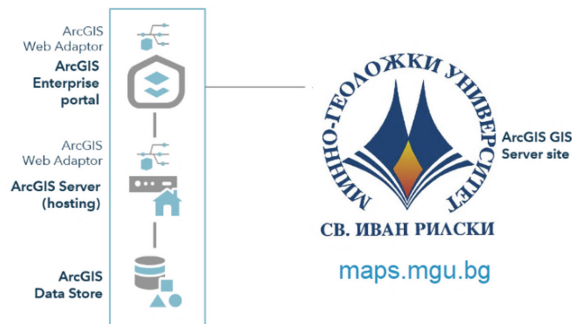 ArcGIS
Web Adaptor
ArcGIS
Enterprise
portal
ArcGIS
Web Adaptor
ArcGIS Server
(hosting)
ArcGIS
Data Store
МИННО-ГЕОЛОЖКИ УНИВЕРСИТЕТ
СВ. ИВАН РИЛСКИ
maps.mgu.bg
ArcGIS GIS
Server site